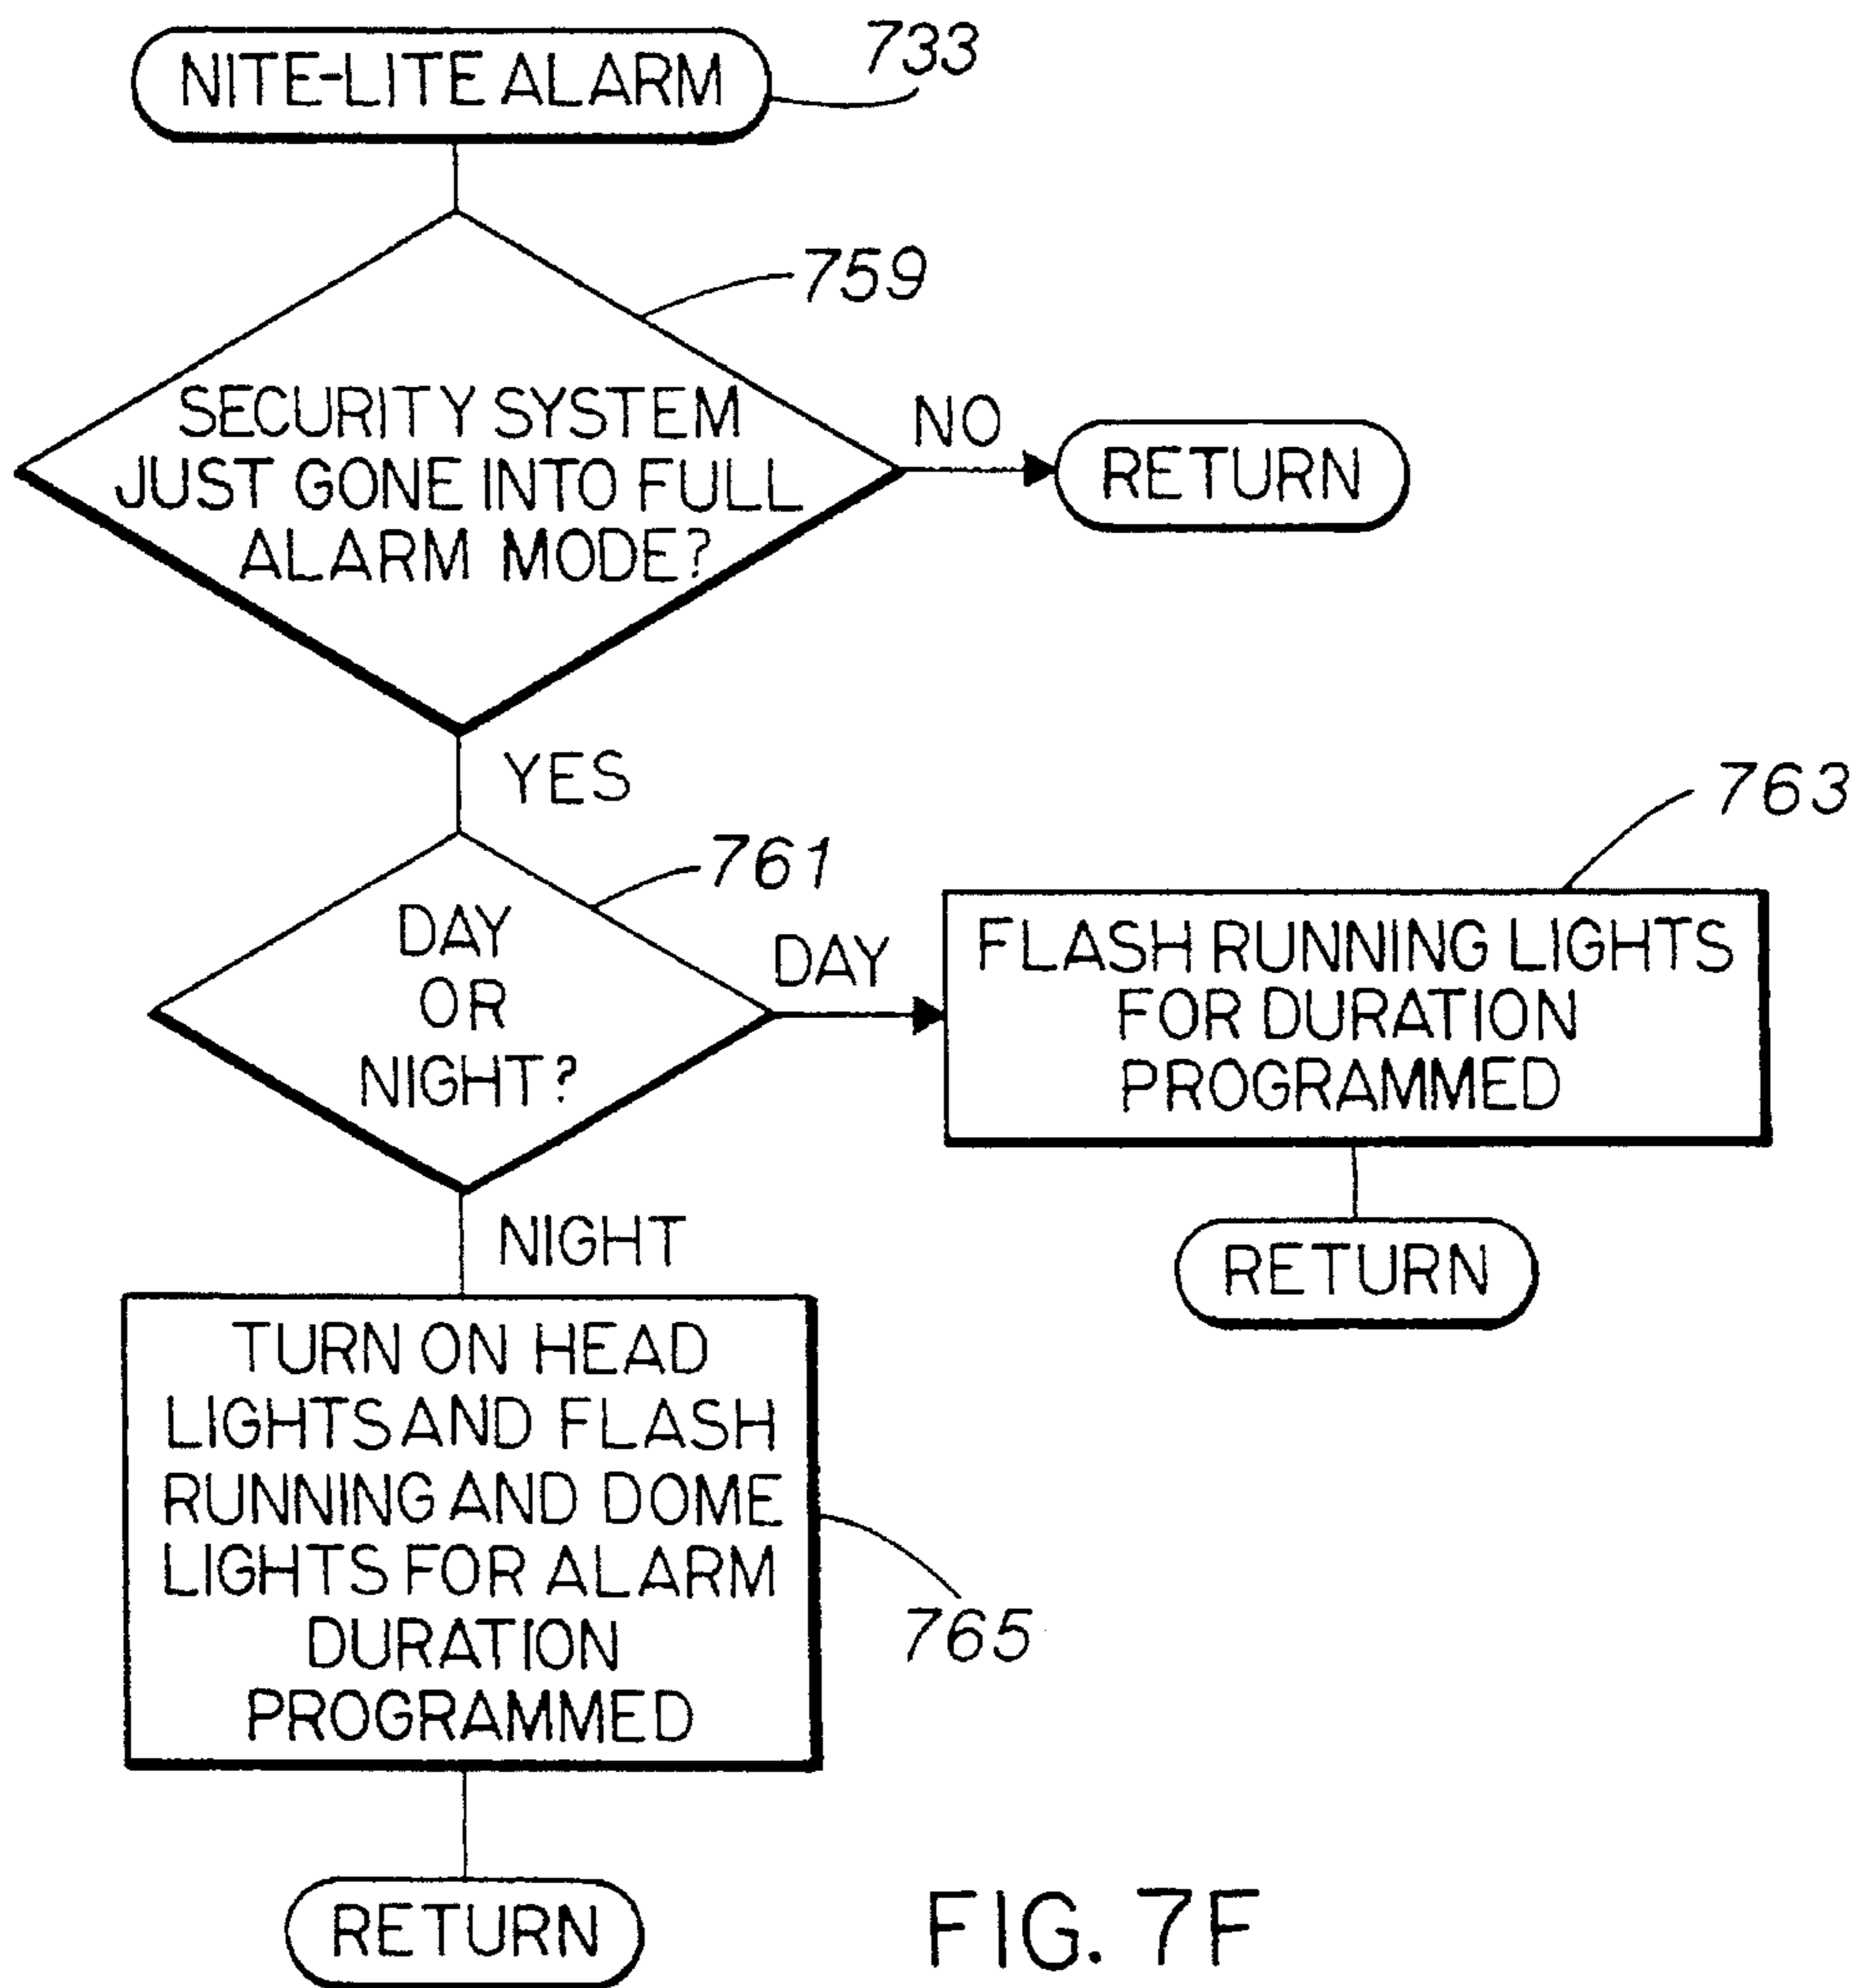 NITE-LITE ALARM
733
759
SECURITY SYSTEM
JUST GONE INTO FULL
ALARM MODE?
NO
RETURN
YES
761
DAY
OR
NIGHT?
DAY
763
FLASH RUNNING LIGHTS
FOR DURATION
PROGRAMMED
RETURN
NIGHT
TURN ON HEAD
LIGHTS AND FLASH
RUNNING AND DOME
LIGHTS FOR ALARM
DURATION
PROGRAMMED
765
RETURN
FIG. 7F